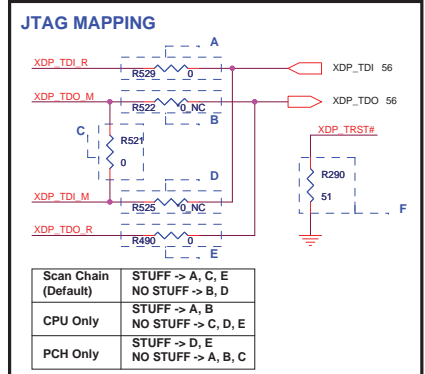 JTAG MAPPING
A
XDP_TDI_R
R529 0
XDP_TDI 56
XDP_TDO_M
R522 0_NC
XDP_TDO 56
B
C
R521
0
XDP_TRST#
R290
51
F
D
XDP_TDI_M
R525 0_NC
XDP_TDO_R
R490 0
E
Scan Chain (Default) STUFF -> A, C, E
NO STUFF -> B, D
CPU Only STUFF -> A, B
NO STUFF -> C, D, E
PCH Only STUFF -> D, E
NO STUFF -> A, B, C